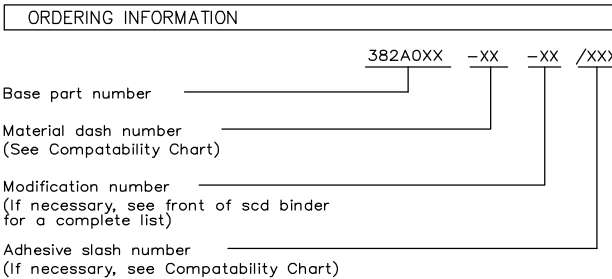 ORDERING INFORMATION
382A0XX -XX -XX /XXX
Base part number
Material dash number
(See Compatability Chart)
Modification number
(If necessary, see front of scd binder
for a complete list)
Adhesive slash number
(If necessary, see Compatability Chart)